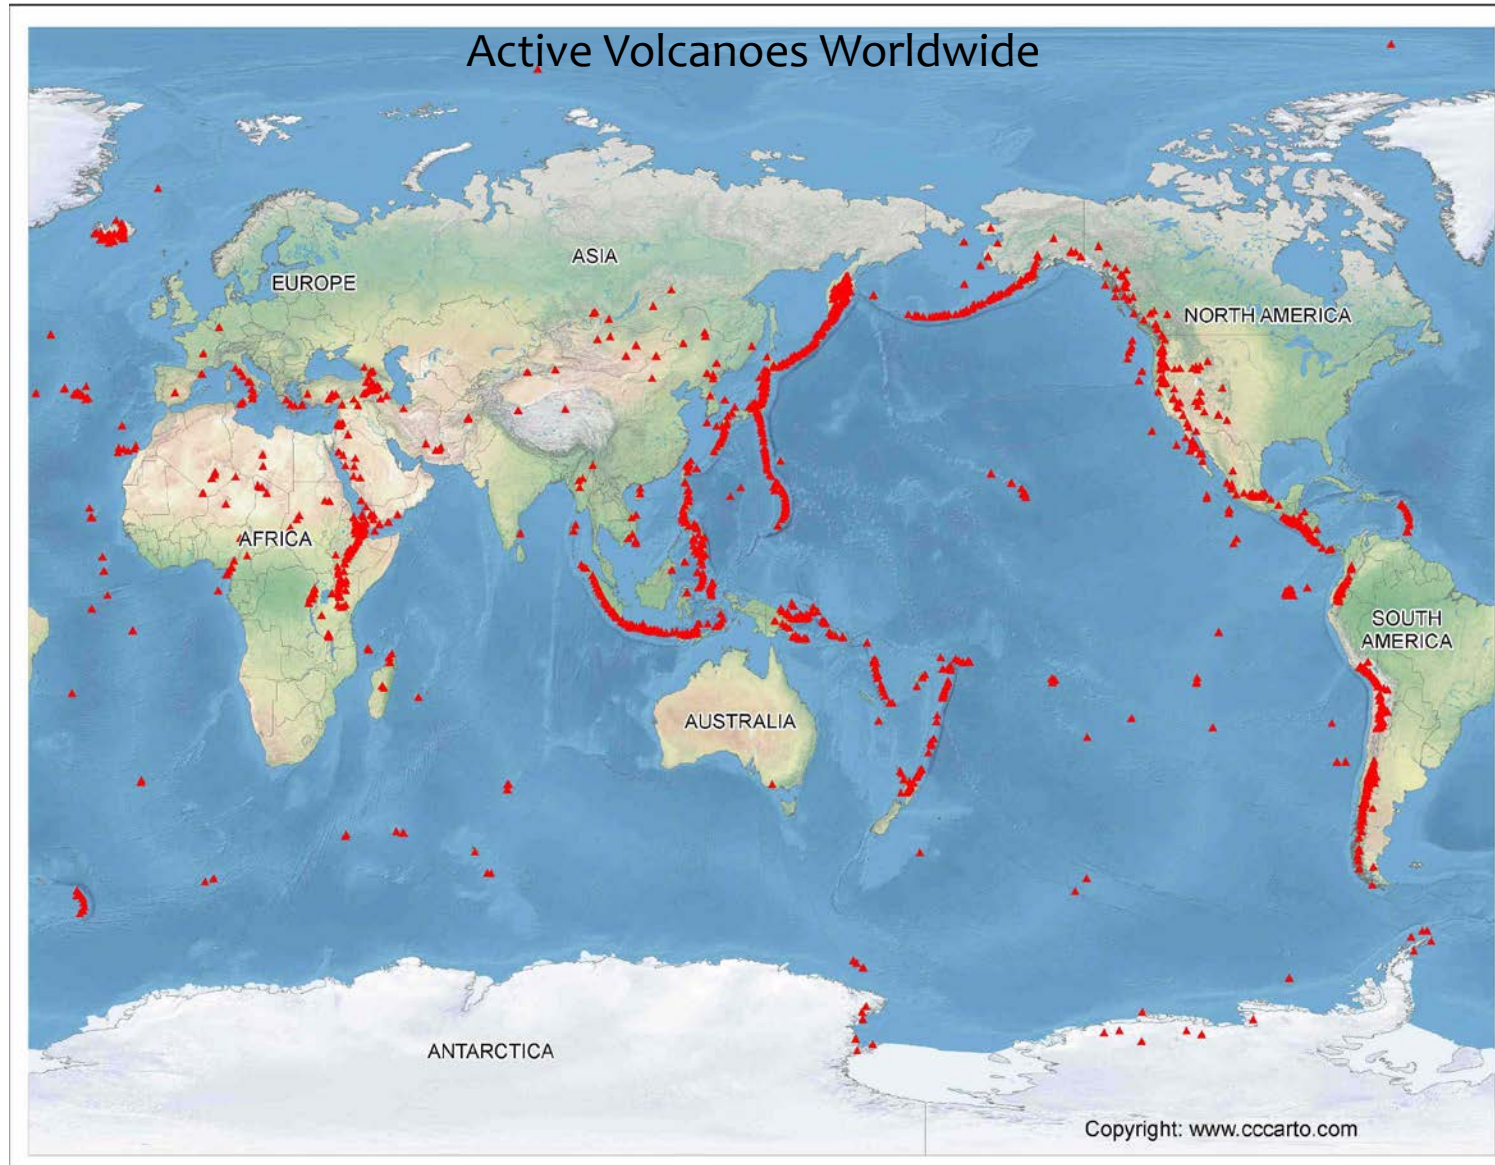 Active Volcanoes Worldwide
ASIA
EUROPE
NORTH AMERICA
AFRICA
SOUTH
AMERICA
AUSTRALIA
ANTARCTICA
Copyright: www.cccarto.com